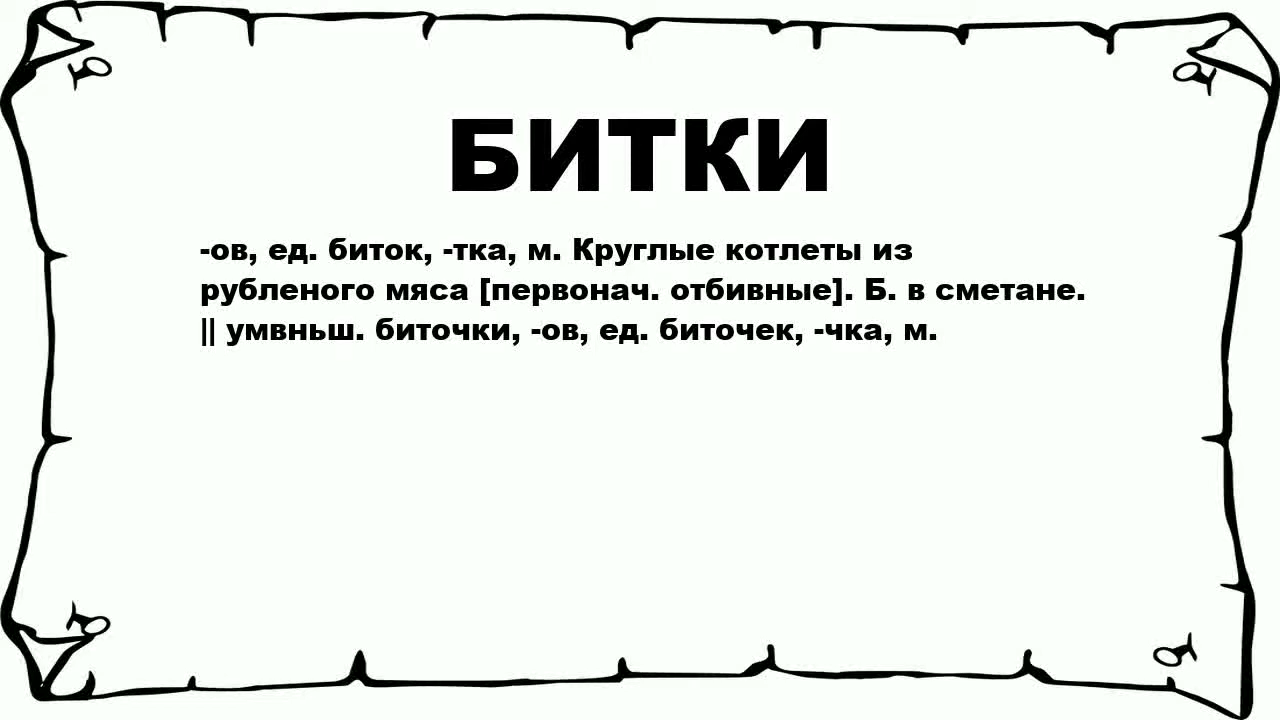 БИТКИ
-ов, ед. биток, -тка, м. Круглые котлеты из
рубленого мяса [первонач. отбивные]. Б. в сметане.
|| умвньш. биточки, -ов, ед. биточек, -чка, м.